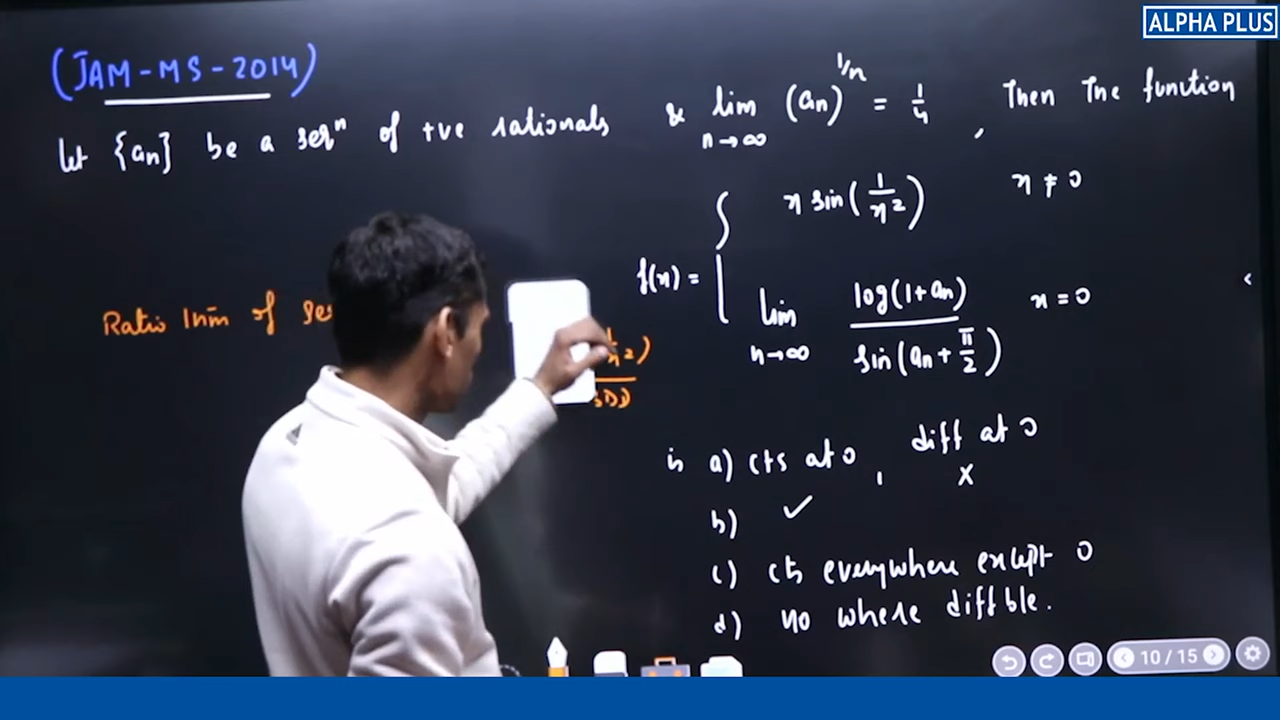 ALPHA PLUS
(JAM-MS-2014)
Let {an} be a seqⁿ of +ve rationals & lim n→∞ (an)^1/n = 1/4 , Then The function
f(x) = { x sin(1/x²) x ≠ 0
lim n→∞ log(1+an) / sin(an + π/2) x = 0
Ratio of
is a) cts at 0 , diff at 0
×
b) ✓
c) cts everywhere except 0
d) no where diffble.
10 / 15